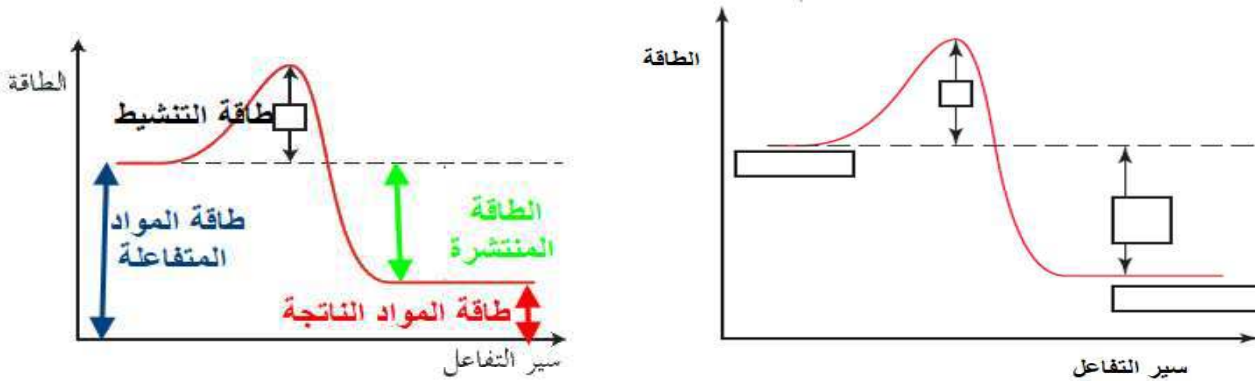 الطاقة
طاقة التنشيط
طاقة المواد
المتفاعلة
الطاقة
المنتشرة
طاقة المواد الناتجة
سير التفاعل
الطاقة
سير التفاعل